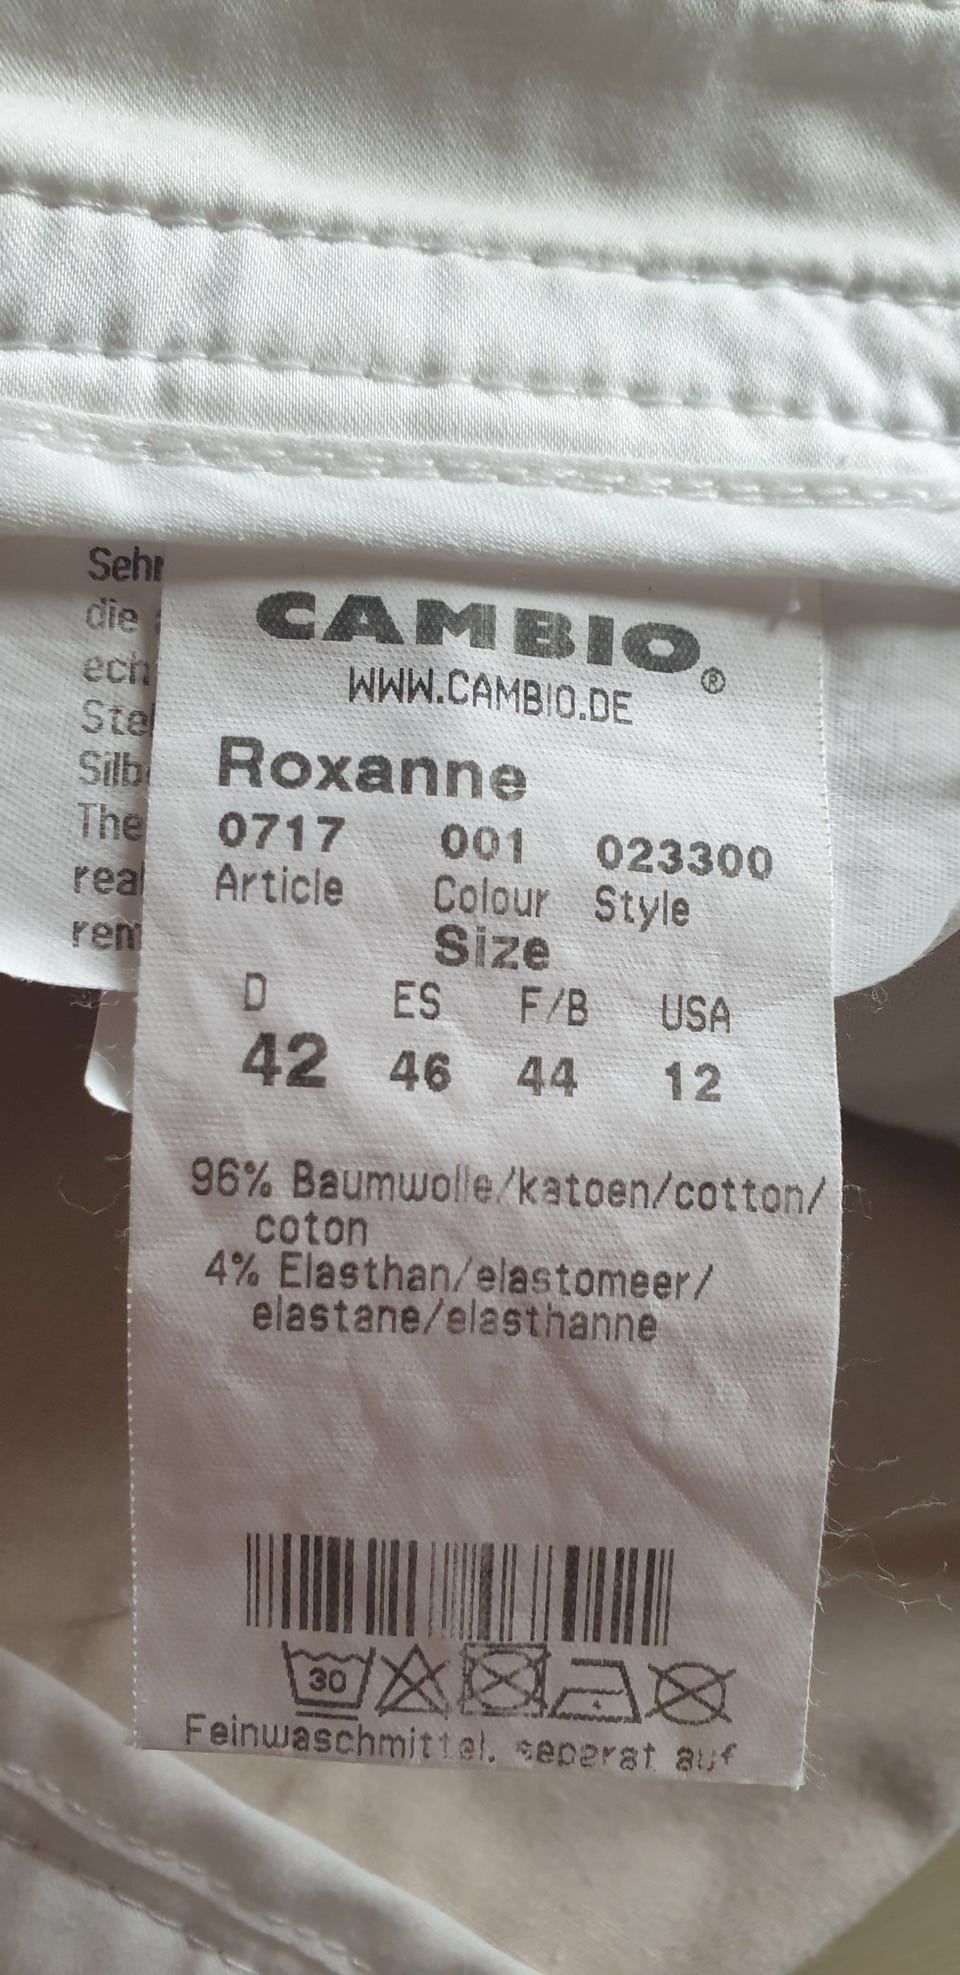 Sehr
die
ech
Stel
Silb
The
real
rem
CAMBIO®
WWW.CAMBIO.DE
Roxanne
0717 001 023300
Article Colour Style
Size
D ES F/B USA
42 46 44 12
96% Baumwolle/katoen/cotton/
coton
4% Elasthan/elastomeer/
elastane/elasthanne
30
Feinwaschmittel. separat auf